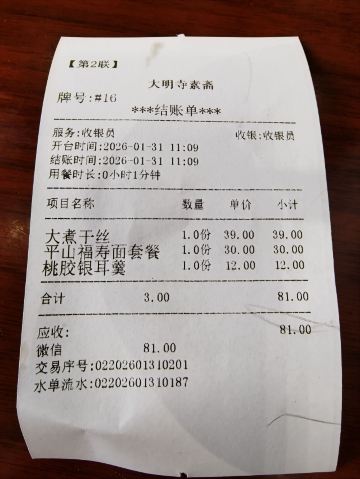 【第2联】
大明寺素斋
牌号:#16
***结账单***
服务:收银员 收银:收银员
开台时间:2026-01-31 11:09
结账时间:2026-01-31 11:09
用餐时长:0小时1分钟
项目名称 数量 单价 小计
大煮干丝 1.0份 39.00 39.00
平山福寿面套餐 1.0份 30.00 30.00
桃胶银耳羹 1.0份 12.00 12.00
合计 3.00 81.00
应收: 81.00
微信 81.00
交易序号:02202601310201
水单流水:02202601310187